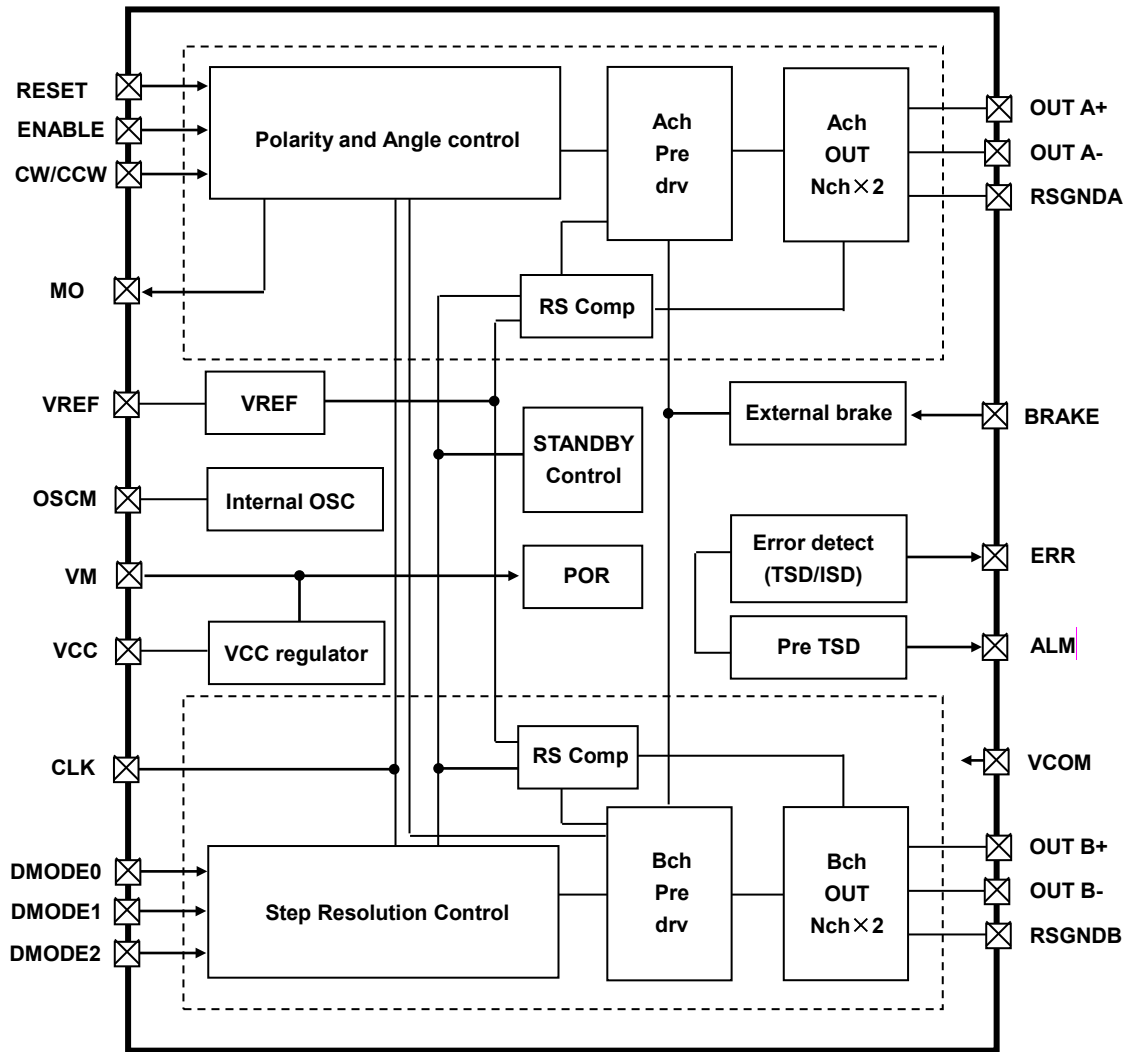 RESET
ENABLE
CW/CCW
MO
VREF
OSCM
VM
VCC
CLK
DMODE0
DMODE1
DMODE2
Polarity and Angle control
Ach
Pre
drv
Ach
OUT
Nch×2
RS Comp
VREF
External brake
STANDBY
Control
Internal OSC
Error detect
(TSD/ISD)
POR
VCC regulator
Pre TSD
RS Comp
Step Resolution Control
Bch
Pre
drv
Bch
OUT
Nch×2
OUT A+
OUT A-
RSGNDA
BRAKE
ERR
ALM
VCOM
OUT B+
OUT B-
RSGNDB